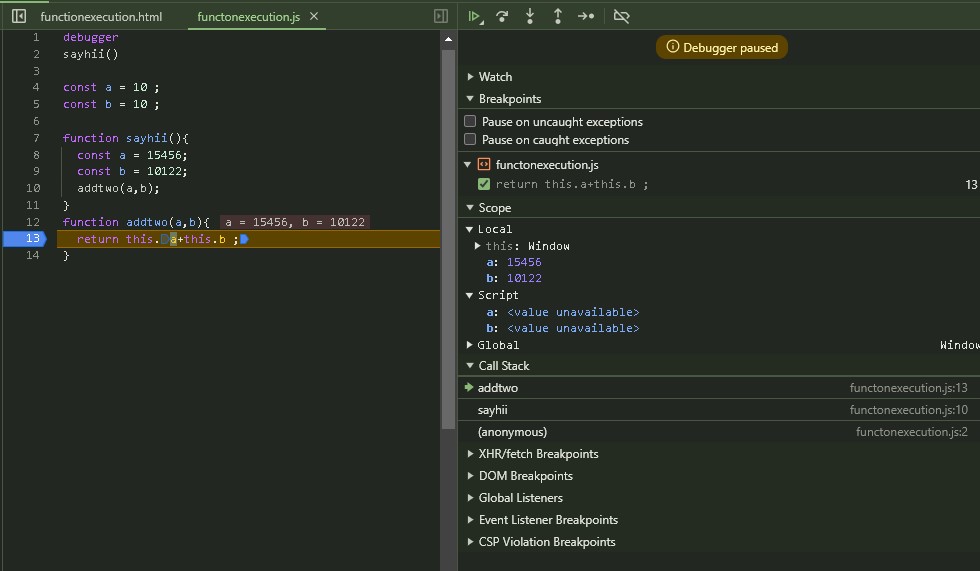 functionexecution.html
functonexecution.js
1 debugger
2 sayhii()
3
4 const a = 10 ;
5 const b = 10 ;
6
7 function sayhii(){
8 const a = 15456;
9 const b = 10122;
10 addtwo(a,b);
11 }
12 function addtwo(a,b){ a = 15456, b = 10122
13 return this.a+this.b ;
14 }
Debugger paused
Watch
Breakpoints
Pause on uncaught exceptions
Pause on caught exceptions
functonexecution.js
return this.a+this.b ; 13
Scope
Local
this: Window
a: 15456
b: 10122
Script
a: <value unavailable>
b: <value unavailable>
Global Window
Call Stack
addtwo functonexecution.js:13
sayhii functonexecution.js:10
(anonymous) functonexecution.js:2
XHR/fetch Breakpoints
DOM Breakpoints
Global Listeners
Event Listener Breakpoints
CSP Violation Breakpoints